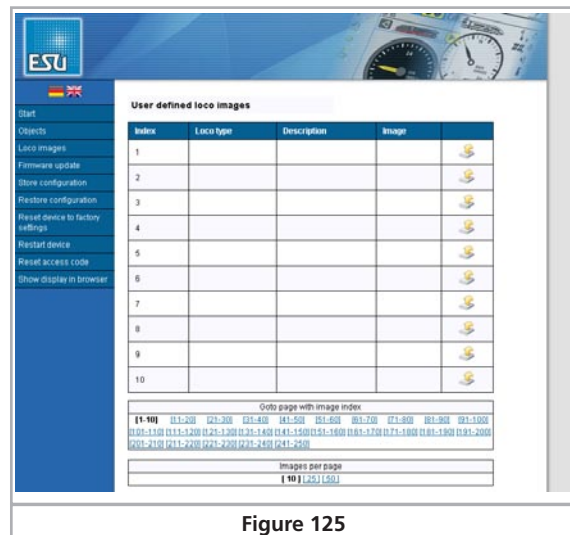 ESU
Start
Objects
Loco images
Firmware update
Store configuration
Restore configuration
Reset device to factory
settings
Restart device
Reset access code
Show display in browser
User defined loco images
Index Loco type Description Image
1
2
3
4
5
6
7
8
9
10
Goto page with image index
[1-10] [11-20] [21-30] [31-40] [41-50] [51-60] [61-70] [71-80] [81-90] [91-100]
[101-110] [111-120] [121-130] [131-140] [141-150] [151-160] [161-170] [171-180] [181-190] [191-200]
[201-210] [211-220] [221-230] [231-240] [241-250]
Images per page
[ 10 ] [ 25 ] [ 50 ]
Figure 125